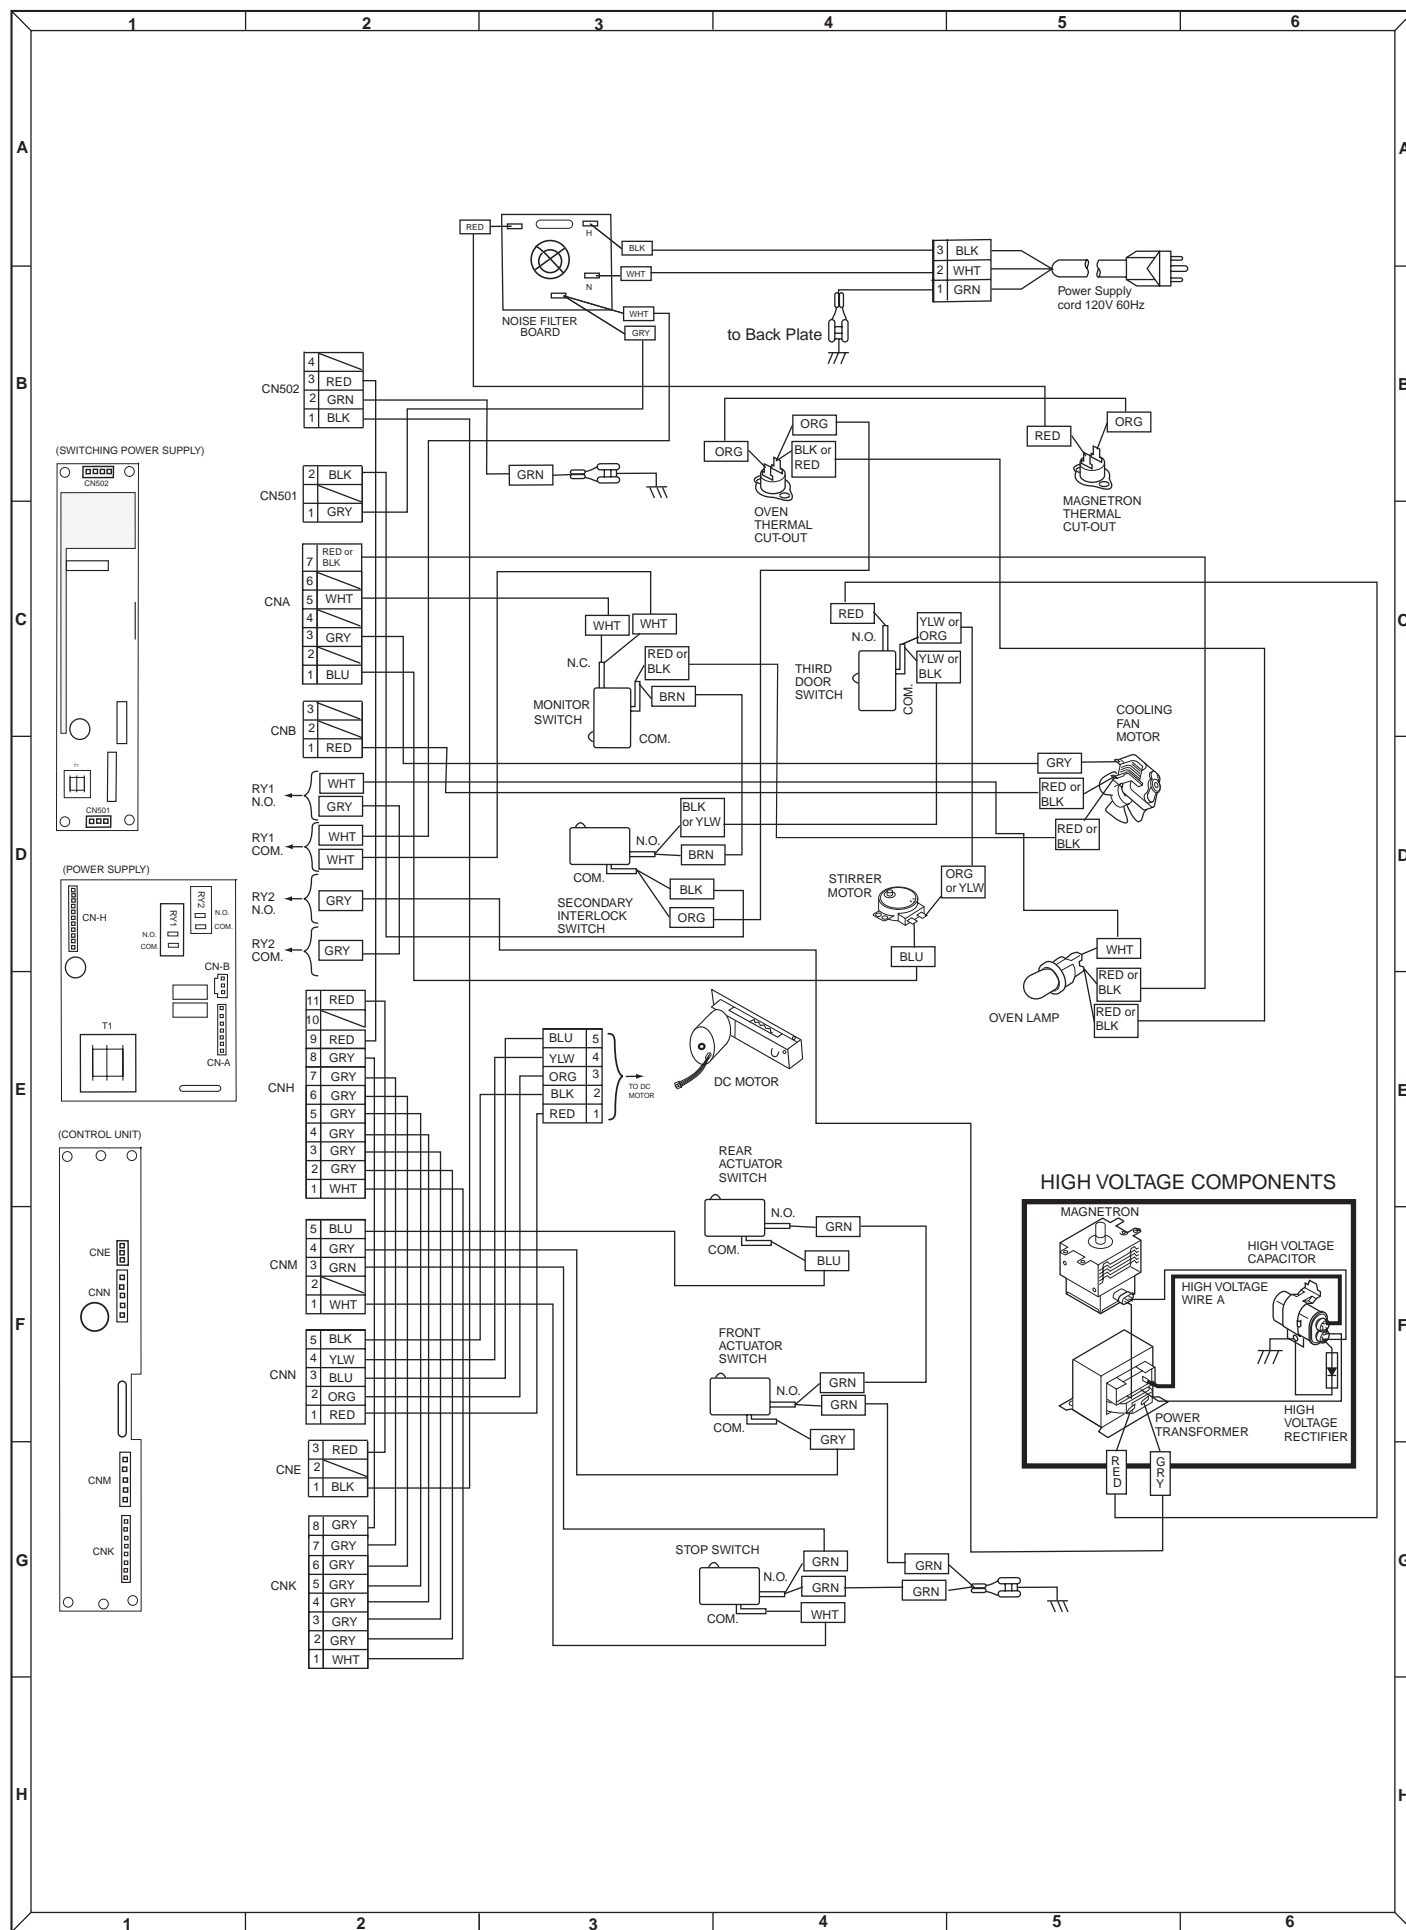 1 2 3 4 5 6
A A
RED
H
BLK
WHT
N
WHT
GRY
NOISE FILTER
BOARD
3 BLK
2 WHT
1 GRN
Power Supply
cord 120V 60Hz
to Back Plate
B B
CN502
4
3 RED
2 GRN
1 BLK
CN501
2 BLK
1 GRY
GRN
ORG
ORG
BLK or
RED
OVEN
THERMAL
CUT-OUT
RED
ORG
MAGNETRON
THERMAL
CUT-OUT
(SWITCHING POWER SUPPLY)
CN502
T1
CN501
C C
CNA
7 RED or
BLK
6
5 WHT
4
3 GRY
2
1 BLU
WHT
WHT
N.C.
RED or
BLK
BRN
MONITOR
SWITCH
COM.
RED
N.O.
YLW or
ORG
YLW or
BLK
THIRD
DOOR
SWITCH
COM.
CNB
3
2
1 RED
COOLING
FAN
MOTOR
GRY
RED or
BLK
RED or
BLK
D D
RY1
N.O.
WHT
GRY
RY1
COM.
WHT
WHT
RY2
N.O.
GRY
RY2
COM.
GRY
BLK
or YLW
N.O.
BRN
COM.
BLK
ORG
SECONDARY
INTERLOCK
SWITCH
STIRRER
MOTOR
ORG
or YLW
BLU
WHT
RED or
BLK
RED or
BLK
OVEN LAMP
(POWER SUPPLY)
CN-H
RY1
RY2
N.O.
COM.
N.O.
COM.
CN-B
T1
CN-A
E E
CNH
11 RED
10
9 RED
8 GRY
7 GRY
6 GRY
5 GRY
4 GRY
3 GRY
2 GRY
1 WHT
BLU 5
YLW 4
ORG 3
BLK 2
RED 1
TO DC
MOTOR
DC MOTOR
(CONTROL UNIT)
CNE
CNN
CNM
CNK
F F
CNM
5 BLU
4 GRY
3 GRN
2
1 WHT
REAR
ACTUATOR
SWITCH
N.O.
GRN
COM.
BLU
CNN
5 BLK
4 YLW
3 BLU
2 ORG
1 RED
FRONT
ACTUATOR
SWITCH
N.O.
GRN
GRN
COM.
GRY
HIGH VOLTAGE COMPONENTS
MAGNETRON
HIGH VOLTAGE
CAPACITOR
HIGH VOLTAGE
WIRE A
POWER
TRANSFORMER
HIGH
VOLTAGE
RECTIFIER
RED
GRY
G G
CNE
3 RED
2
1 BLK
CNK
8 GRY
7 GRY
6 GRY
5 GRY
4 GRY
3 GRY
2 GRY
1 WHT
STOP SWITCH
N.O.
GRN
GRN
COM.
WHT
GRN
GRN
H H
1 2 3 4 5 6